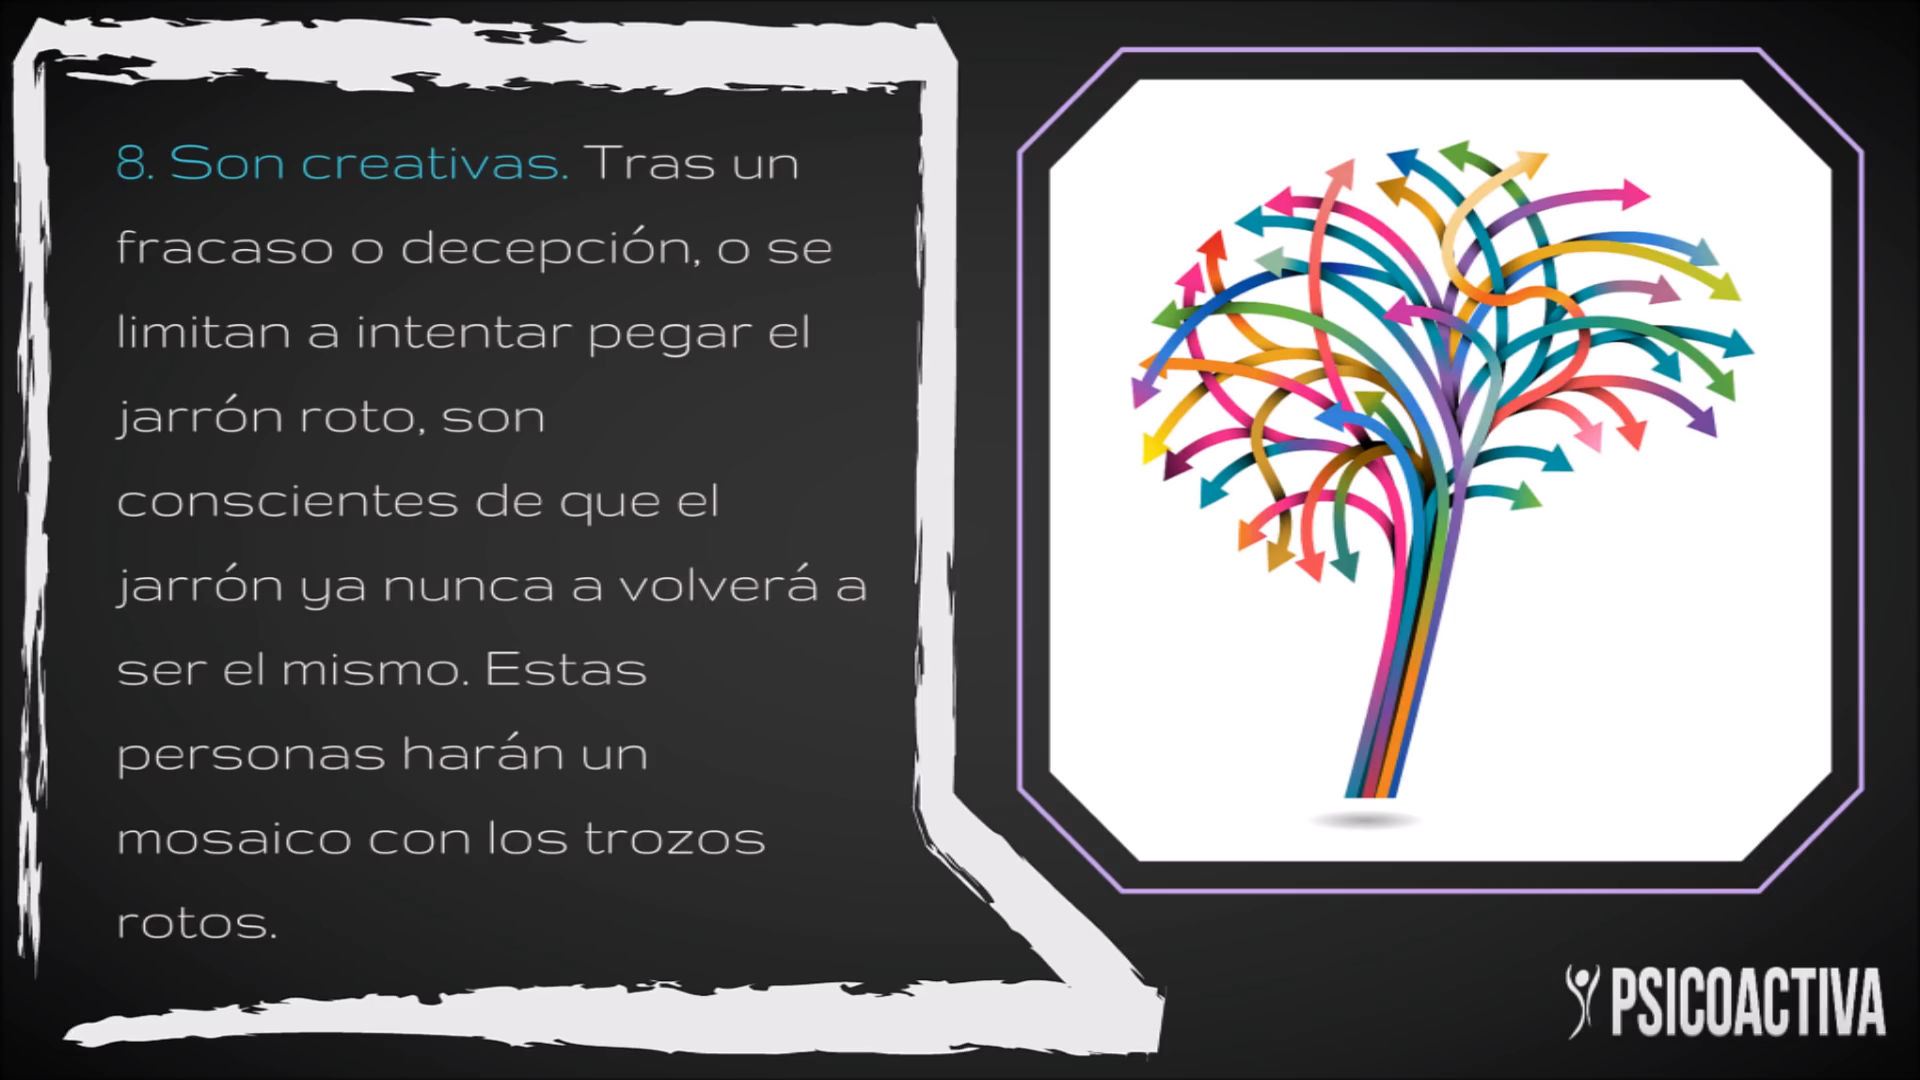 8. Son creativas. Tras un
fracaso o decepción, o se
limitan a intentar pegar el
jarrón roto, son
conscientes de que el
jarrón ya nunca a volverá a
ser el mismo. Estas
personas harán un
mosaico con los trozos
rotos.
PSICOACTIVA